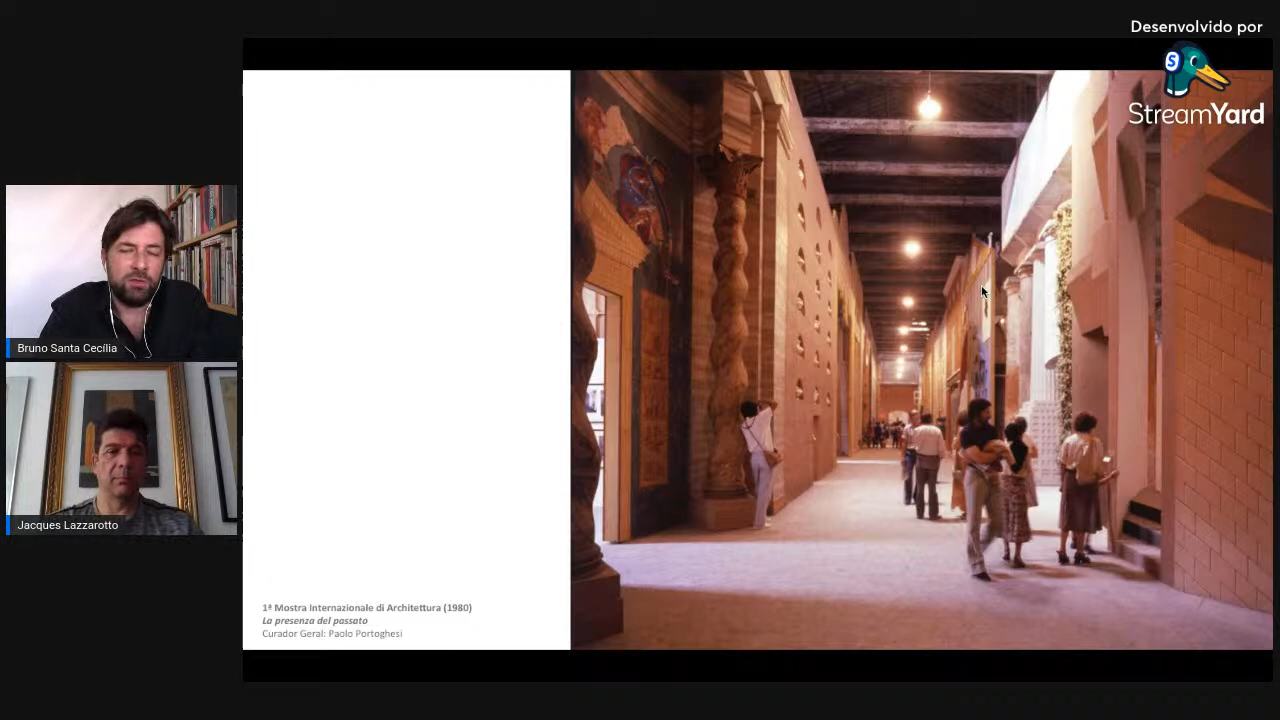 Desenvolvido por
S
StreamYard
Bruno Santa Cecília
Jacques Lazzarotto
1ª Mostra Internazionale di Architettura (1980)
La presenza del passato
Curador Geral: Paolo Portoghesi